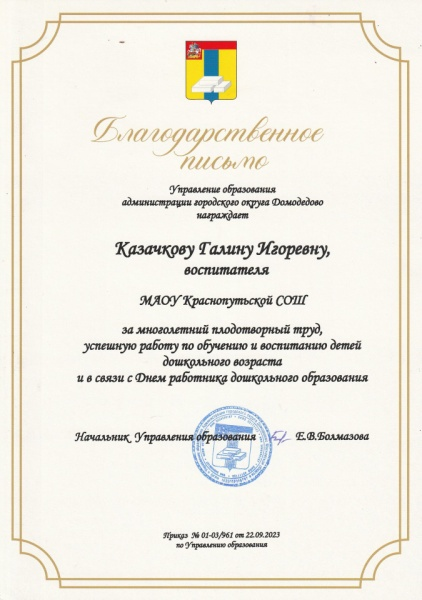 Благодарственное
письмо
Управление образования
администрации городского округа Домодедово
награждает
Казачкову Галину Игоревну,
воспитателя
МАОУ Краснопутьской СОШ
за многолетний плодотворный труд,
успешную работу по обучению и воспитанию детей
дошкольного возраста
и в связи с Днем работника дошкольного образования
Начальник Управления образования Е.В.Болмазова
Приказ № 01-03/961 от 22.09.2023
по Управлению образования